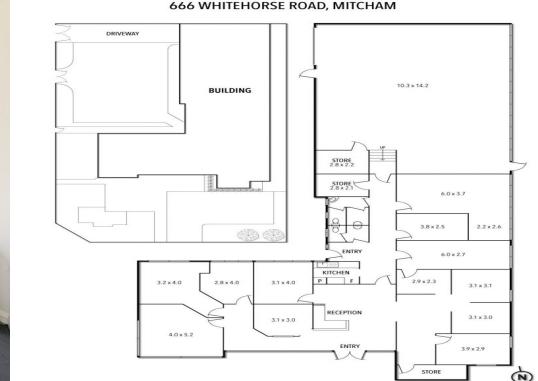 666 WHITEHORSE ROAD, MITCHAM
DRIVEWAY
BUILDING
10.3 x 14.2
UP
STORE
2.8 x 2.2
STORE
2.8 x 2.1
6.0 x 3.7
3.8 x 2.5
2.2 x 2.6
ENTRY
6.0 x 2.7
KITCHEN
P
F
3.2 x 4.0
2.8 x 4.0
3.1 x 4.0
2.9 x 2.3
3.1 x 3.1
RECEPTION
3.1 x 3.0
3.1 x 3.0
4.0 x 5.2
ENTRY
3.9 x 2.9
STORE
N